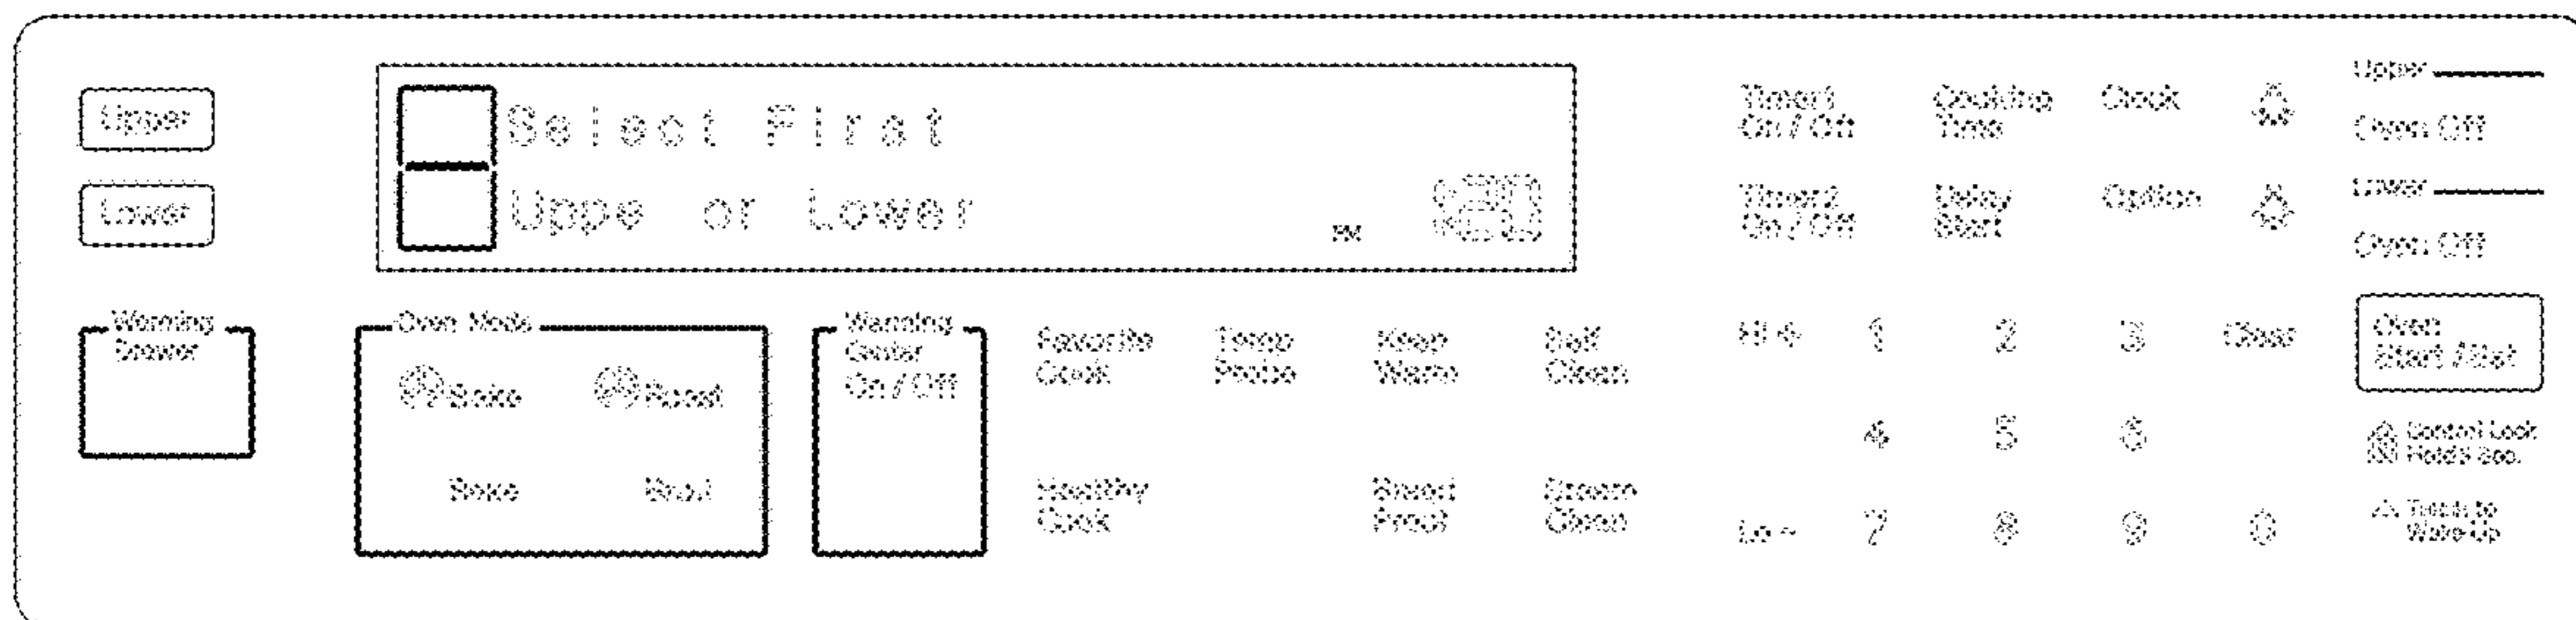 Upper
Lower
Select First
Uppe or Lower
PM
Timer1
On / Off
Cooking
Time
Clock
Timer2
On / Off
Delay
Start
Option
Upper
Oven Off
Lower
Oven Off
Warming
Drawer
Oven Mode
Bake
Roast
Bake
Broil
Warming
Center
On / Off
Favorite
Cook
Temp
Probe
Keep
Warm
Self
Clean
Healthy
Cook
Bread
Proof
Steam
Clean
Hi +
1
2
3
Clear
4
5
6
Lo -
7
8
9
0
Oven
Start / Set
Control Lock
Hold 3 sec.
Touch to
Wake Up